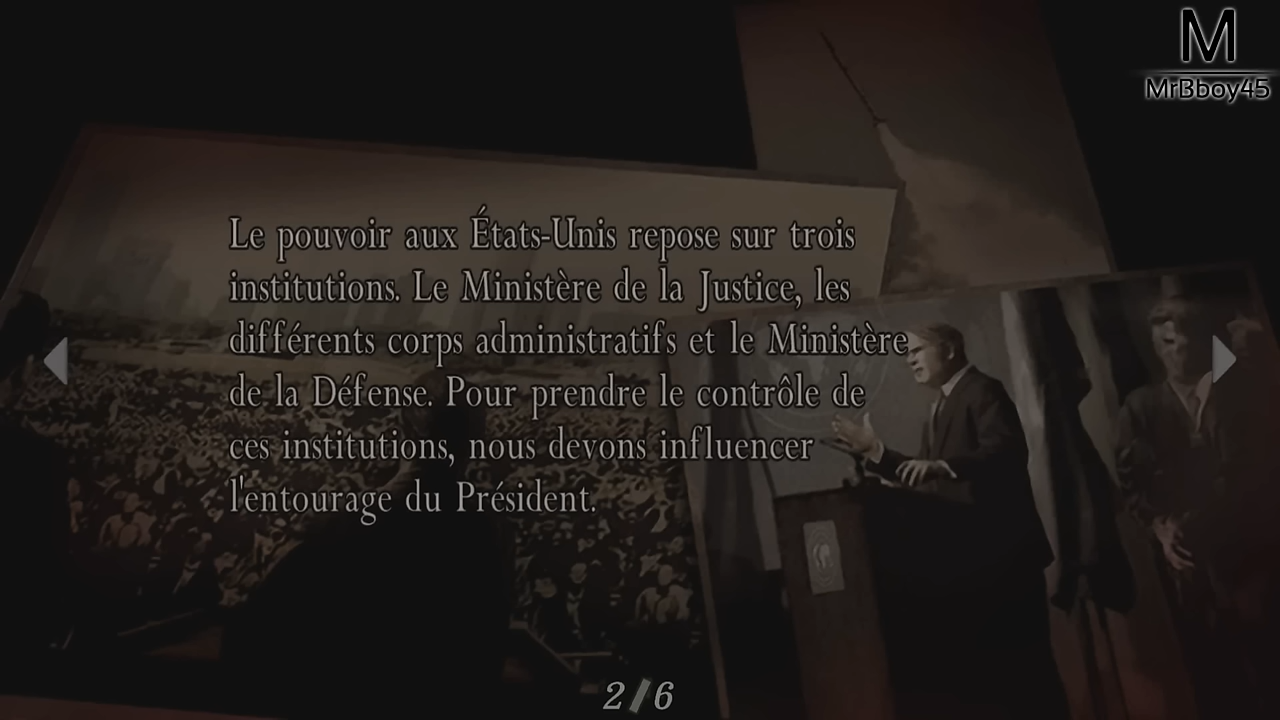 M
MrBboy45
Le pouvoir aux États-Unis repose sur trois
institutions. Le Ministère de la Justice, les
différents corps administratifs et le Ministère
de la Défense. Pour prendre le contrôle de
ces institutions, nous devons influencer
l'entourage du Président.
2/6